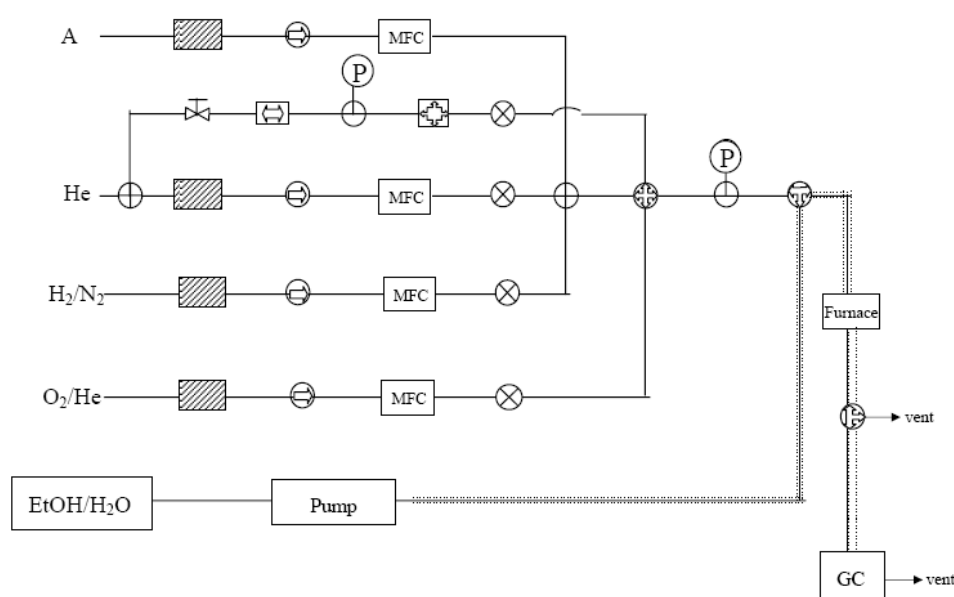 A
MFC
P
He
MFC
P
H₂/N₂
MFC
Furnace
O₂/He
MFC
vent
EtOH/H₂O
Pump
GC
vent